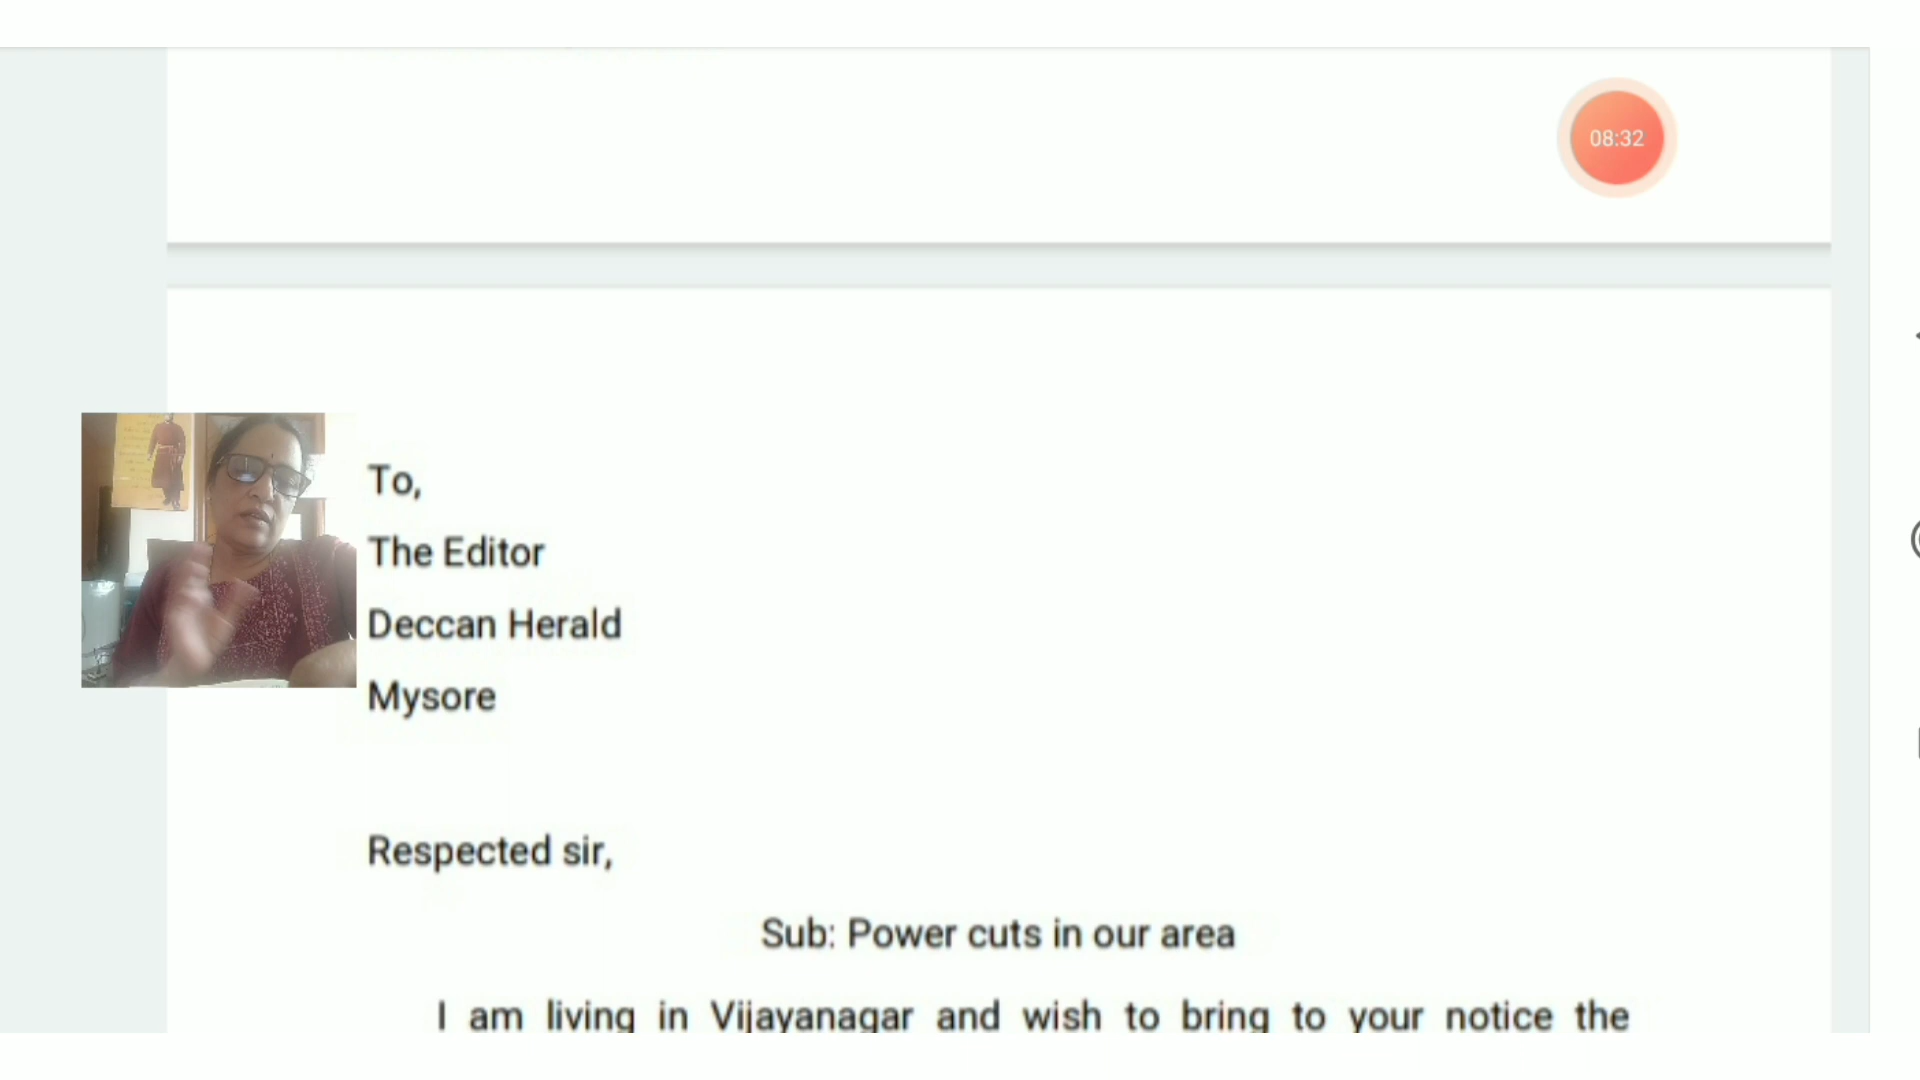 08:32
To,
The Editor
Deccan Herald
Mysore
Respected sir,
Sub: Power cuts in our area
I am living in Vijayanagar and wish to bring to your notice the